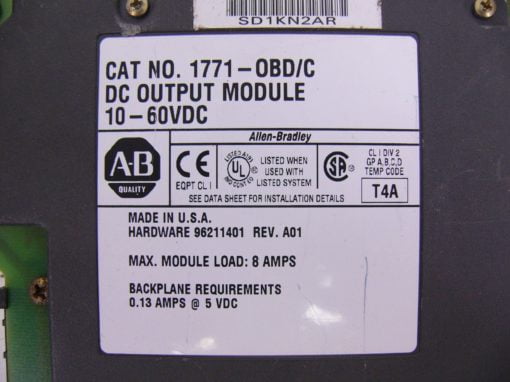 SD1KN2AR
CAT NO. 1771-OBD/C
DC OUTPUT MODULE
10-60VDC
Allen-Bradley
A-B
QUALITY
CE
EQPT CL I
LISTED
UL
LISTED WHEN
USED WITH
LISTED SYSTEM
SA
CL I DIV 2
GP A,B,C,D
TEMP CODE
T4A
SEE DATA SHEET FOR INSTALLATION DETAILS
MADE IN U.S.A.
HARDWARE 96211401 REV. A01
MAX. MODULE LOAD: 8 AMPS
BACKPLANE REQUIREMENTS
0.13 AMPS @ 5 VDC